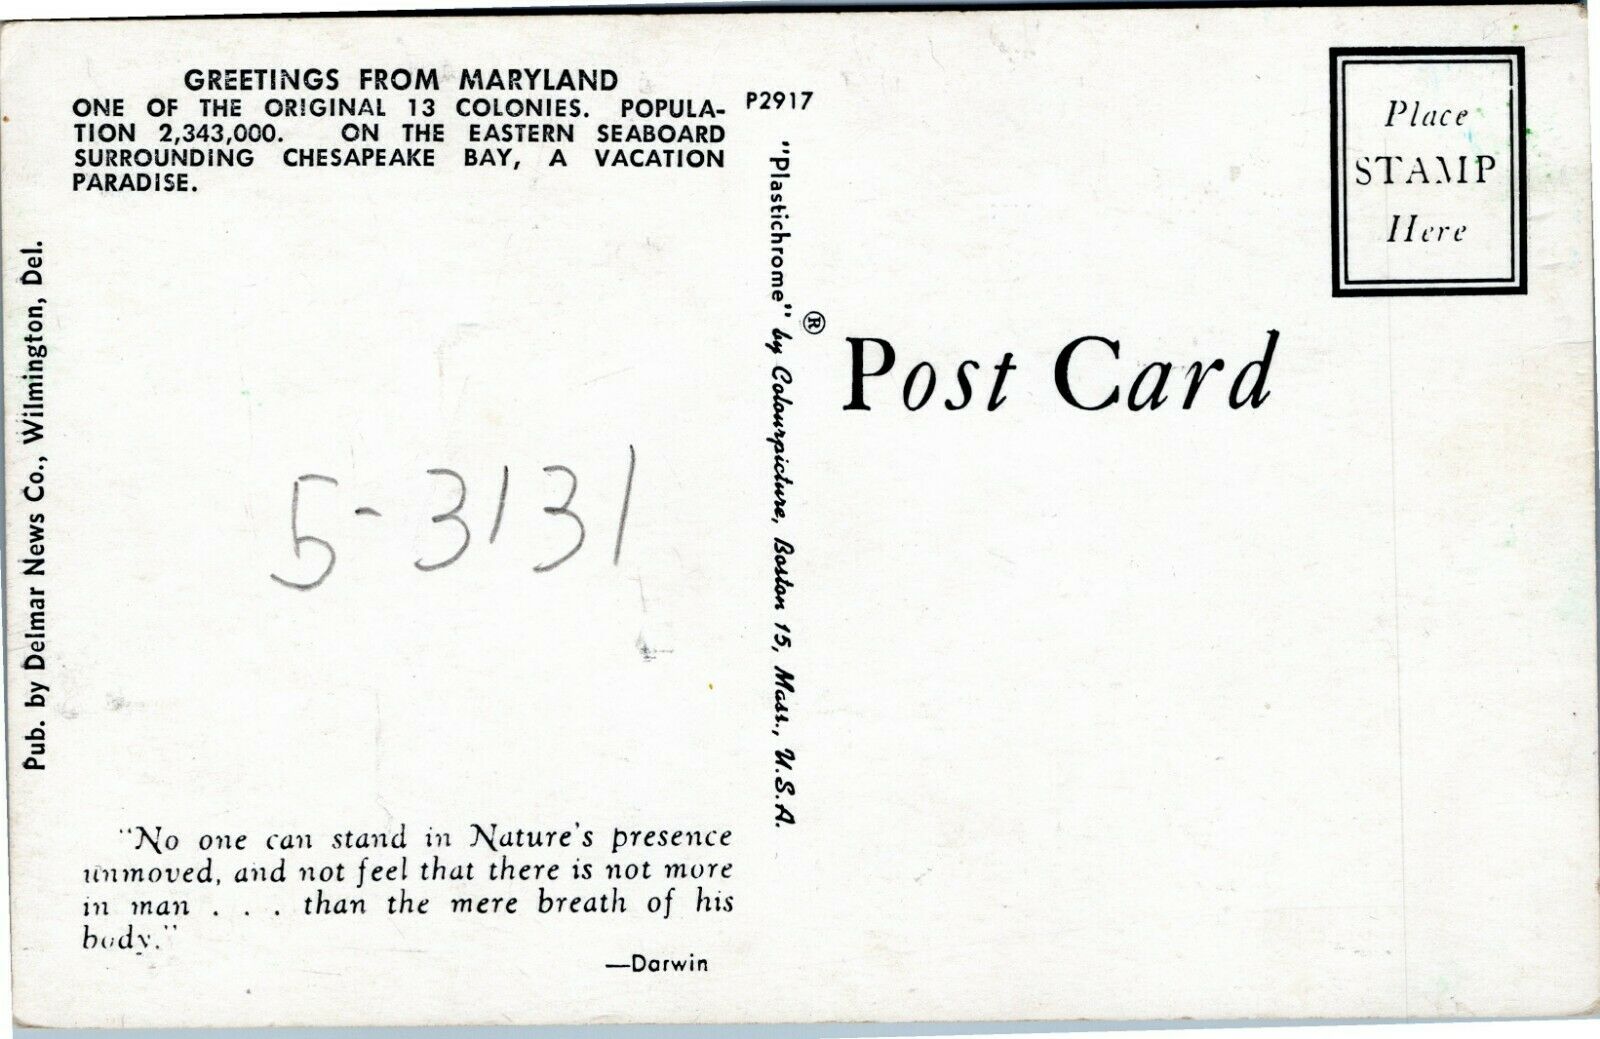 GREETINGS FROM MARYLAND
ONE OF THE ORIGINAL 13 COLONIES. POPULA-
TION 2,343,000. ON THE EASTERN SEABOARD
SURROUNDING CHESAPEAKE BAY, A VACATION
PARADISE.
Pub. by Delmar News Co., Wilmington, Del.
5-3131
"No one can stand in Nature's presence
unmoved, and not feel that there is not more
in man . . . than the mere breath of his
body."
—Darwin
P2917
"Plastichrome"® by Colourpicture, Boston 15, Mass., U.S.A.
Post Card
Place
STAMP
Here